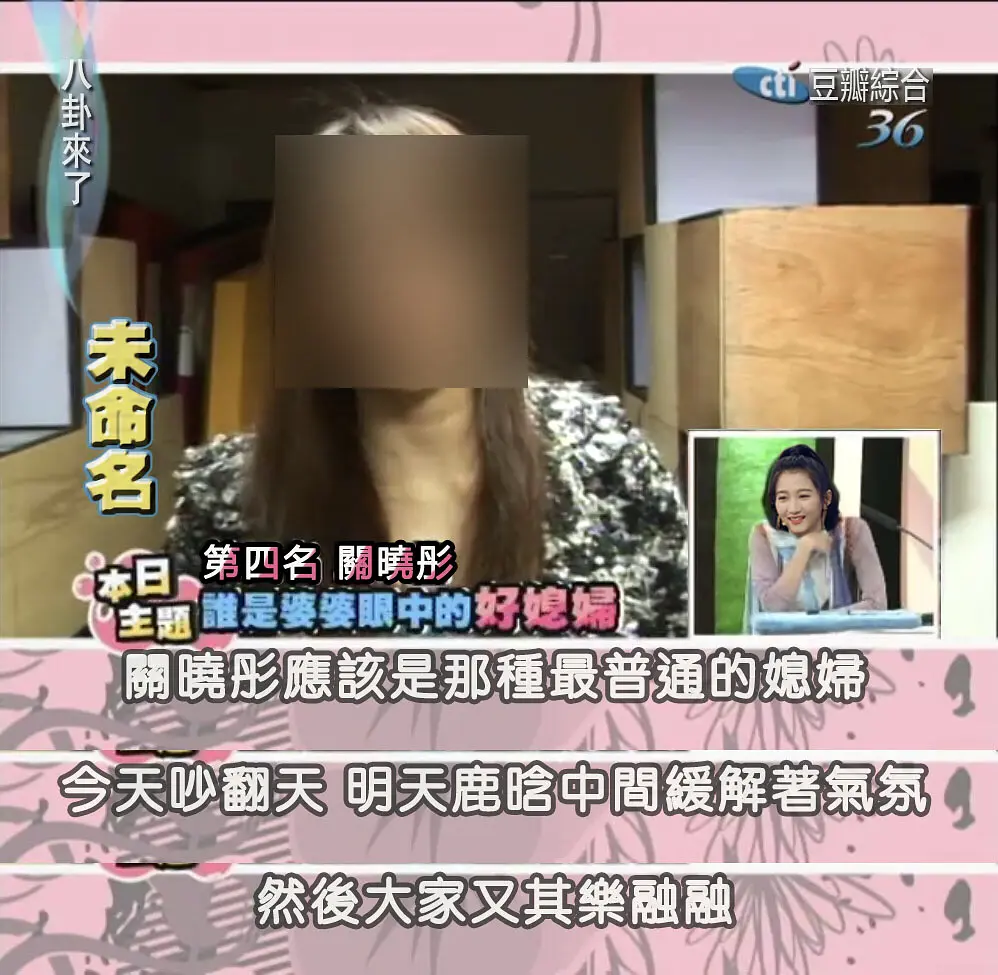 八卦來了
cti 豆瓣綜合
36
未命名
第四名 關曉彤
本日
主題
誰是婆婆眼中的好媳婦
關曉彤應該是那種最普通的媳婦
今天吵翻天 明天鹿晗中間緩解著氣氛
然後大家又其樂融融